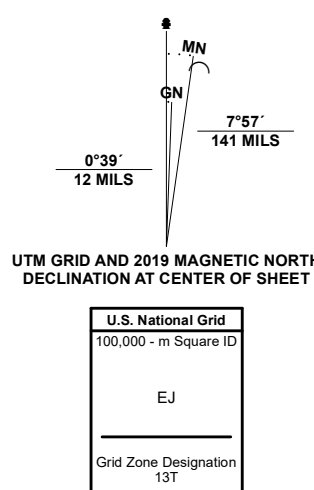 MN
GN
7°57´
141 MILS
0°39´
12 MILS
UTM GRID AND 2019 MAGNETIC NORTH
DECLINATION AT CENTER OF SHEET
U.S. National Grid
100,000 - m Square ID
EJ
Grid Zone Designation
13T